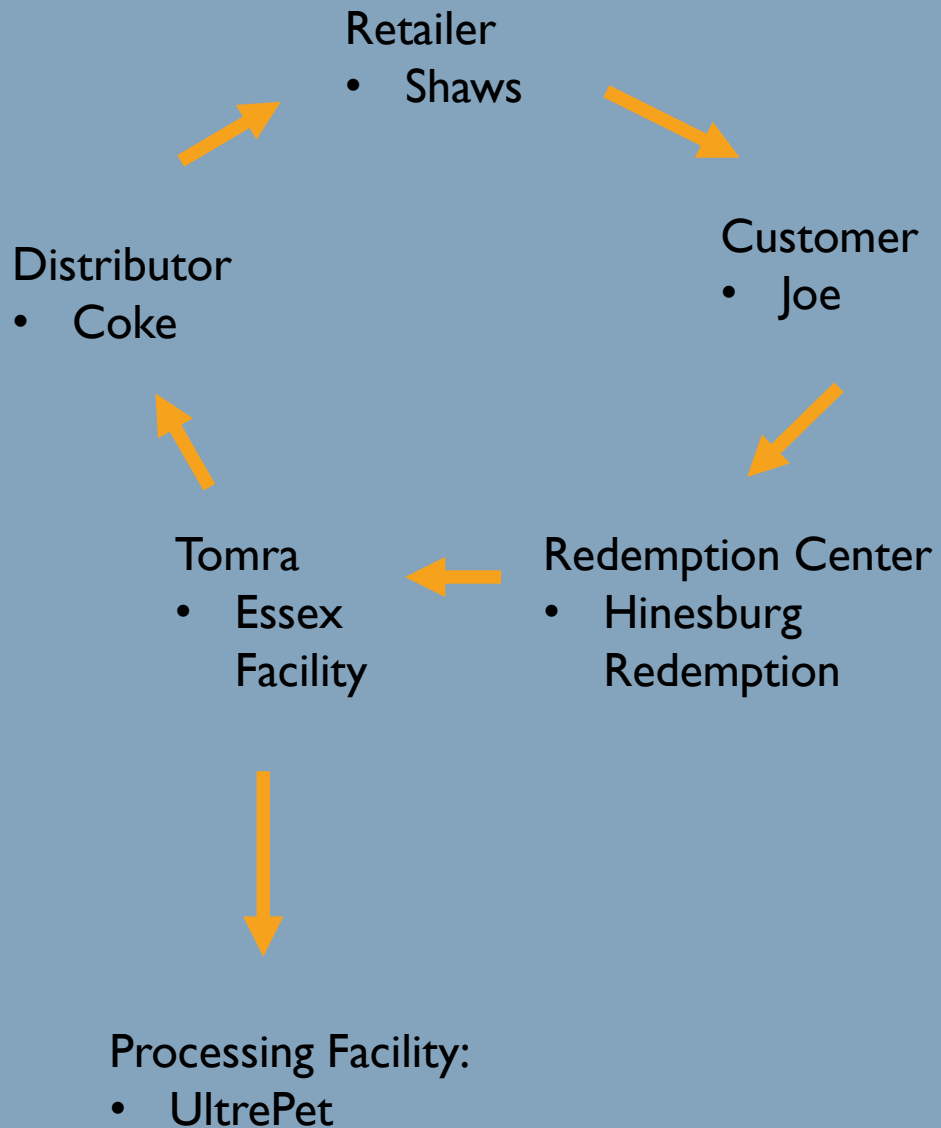 Retailer
• Shaws
Customer
• Joe
Distributor
• Coke
Tomra
• Essex
Facility
Redemption Center
• Hinesburg
Redemption
Processing Facility:
• UltrePet